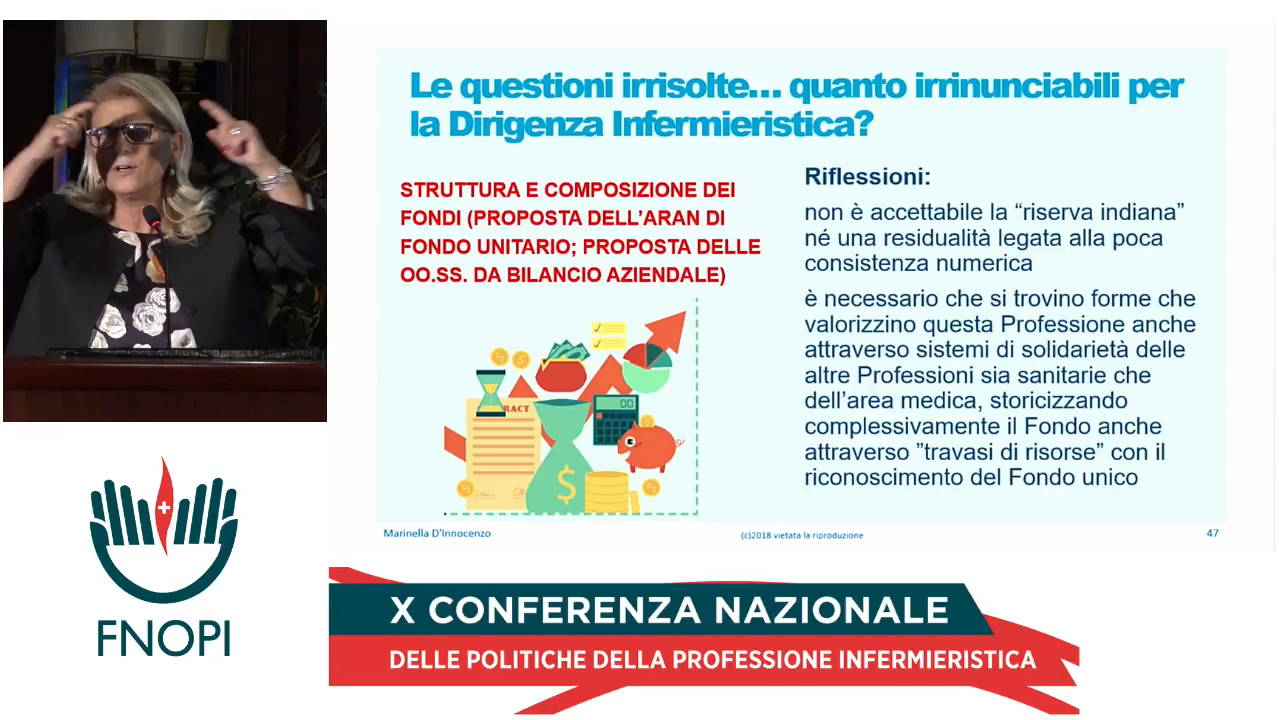 Le questioni irrisolte... quanto irrinunciabili per
la Dirigenza Infermieristica?
STRUTTURA E COMPOSIZIONE DEI
FONDI (PROPOSTA DELL'ARAN DI
FONDO UNITARIO; PROPOSTA DELLE
OO.SS. DA BILANCIO AZIENDALE)
RACT
00
$
Riflessioni:
non è accettabile la “riserva indiana”
né una residualità legata alla poca
consistenza numerica
è necessario che si trovino forme che
valorizzino questa Professione anche
attraverso sistemi di solidarietà delle
altre Professioni sia sanitarie che
dell'area medica, storicizzando
complessivamente il Fondo anche
attraverso ”travasi di risorse” con il
riconoscimento del Fondo unico
Marinella D'Innocenzo
(c)2018 vietata la riproduzione
47
FNOPI
X CONFERENZA NAZIONALE
DELLE POLITICHE DELLA PROFESSIONE INFERMIERISTICA